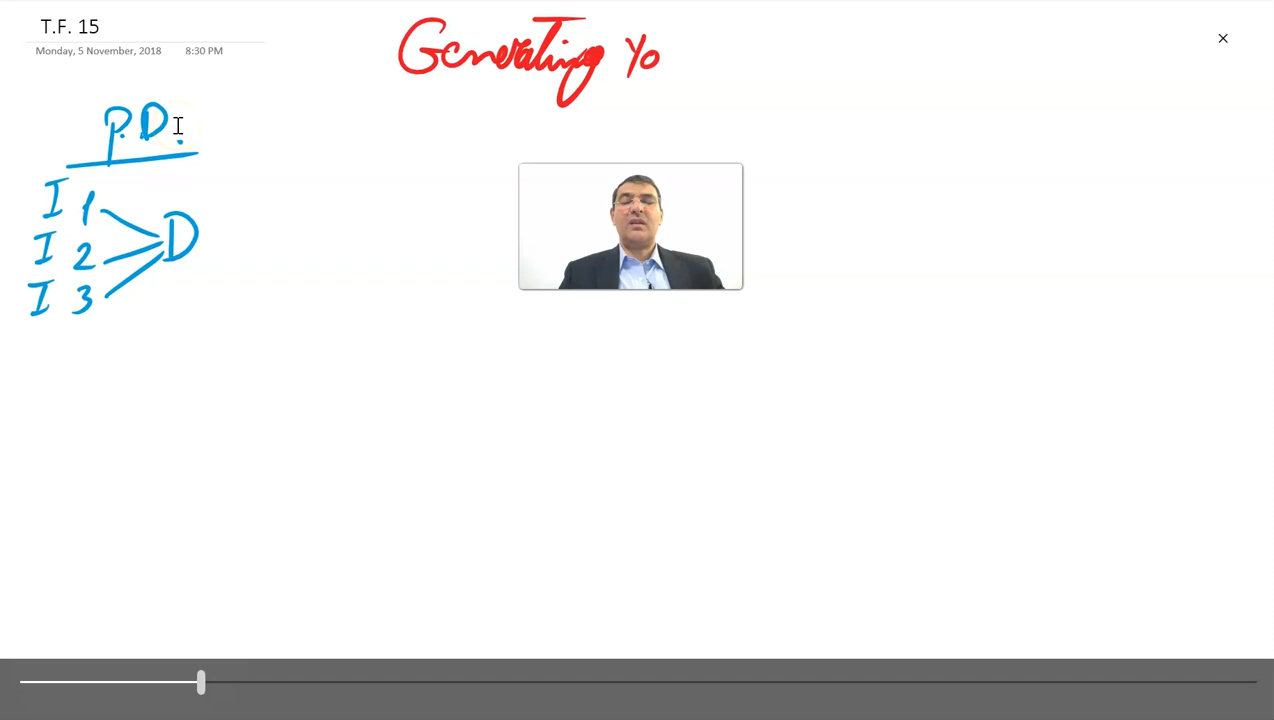 T.F. 15
Monday, 5 November, 2018 8:30 PM
Generating Yo
P.D.
I 1
I 2 D
I 3